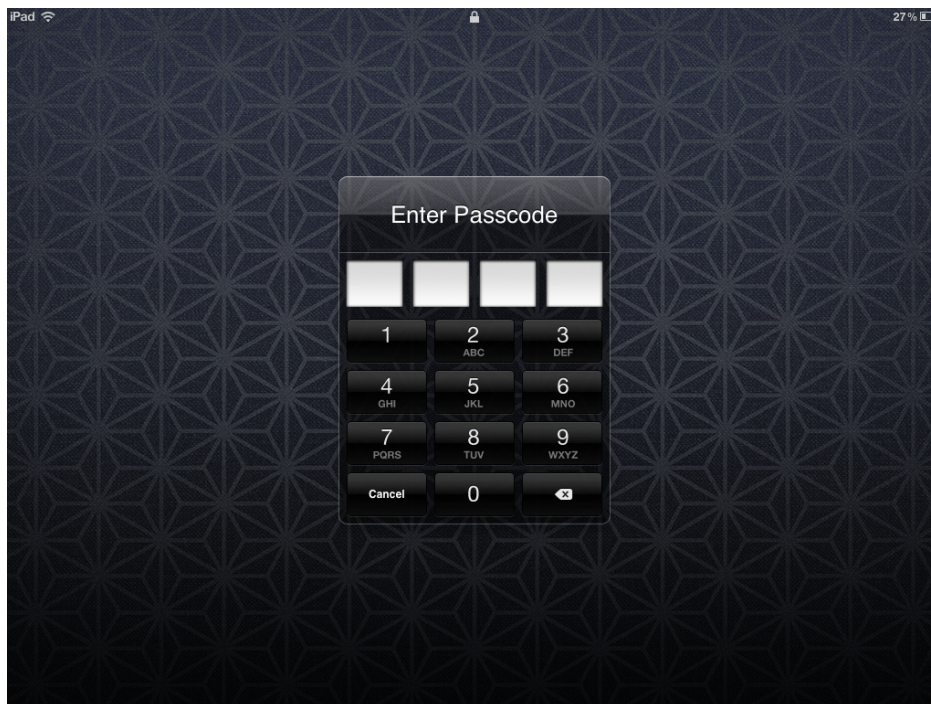 iPad 27%
Enter Passcode
1 2 3
ABC DEF
4 5 6
GHI JKL MNO
7 8 9
PQRS TUV WXYZ
Cancel 0